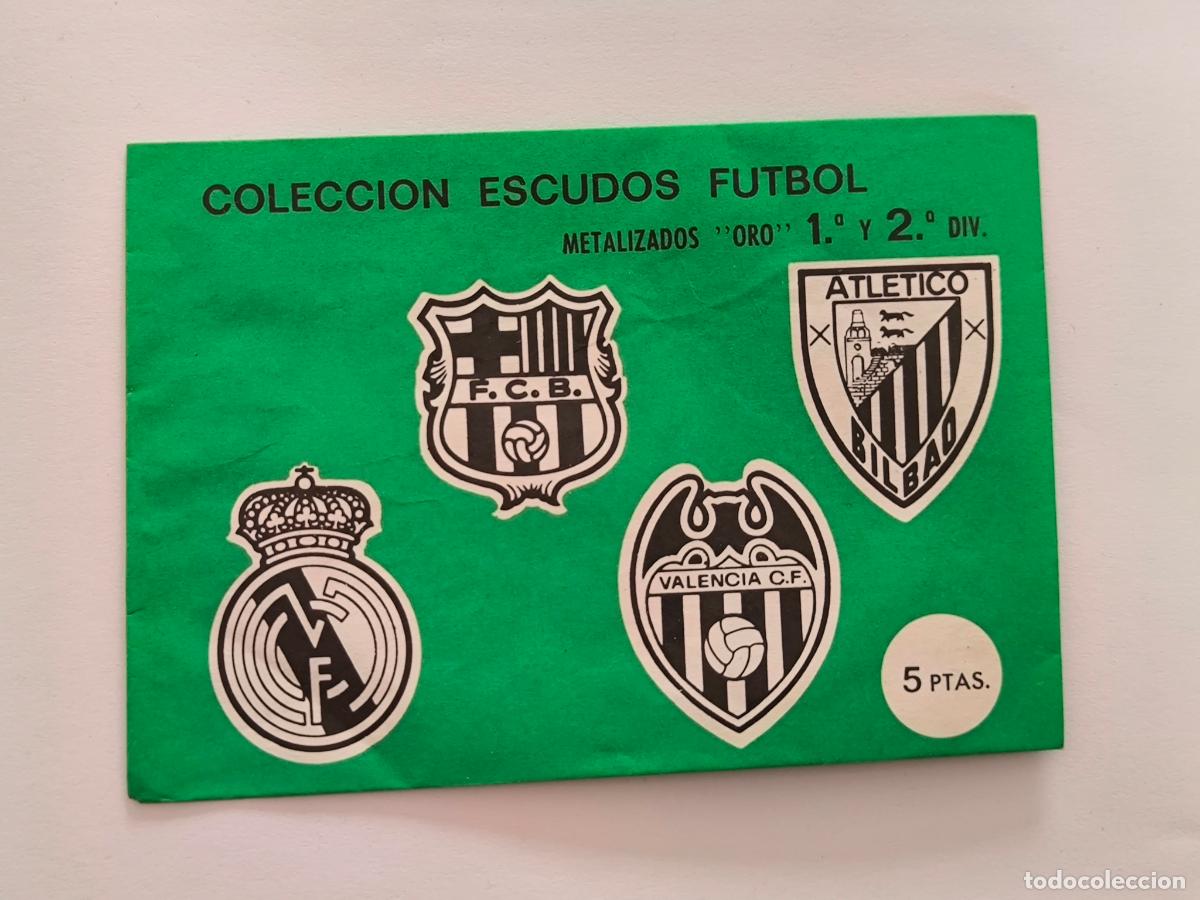 COLECCION ESCUDOS FUTBOL
METALIZADOS "ORO" 1.ª Y 2.ª DIV.
ATLETICO
BILBAO
F. C. B.
VALENCIA C.F.
5 PTAS.
todocoleccion